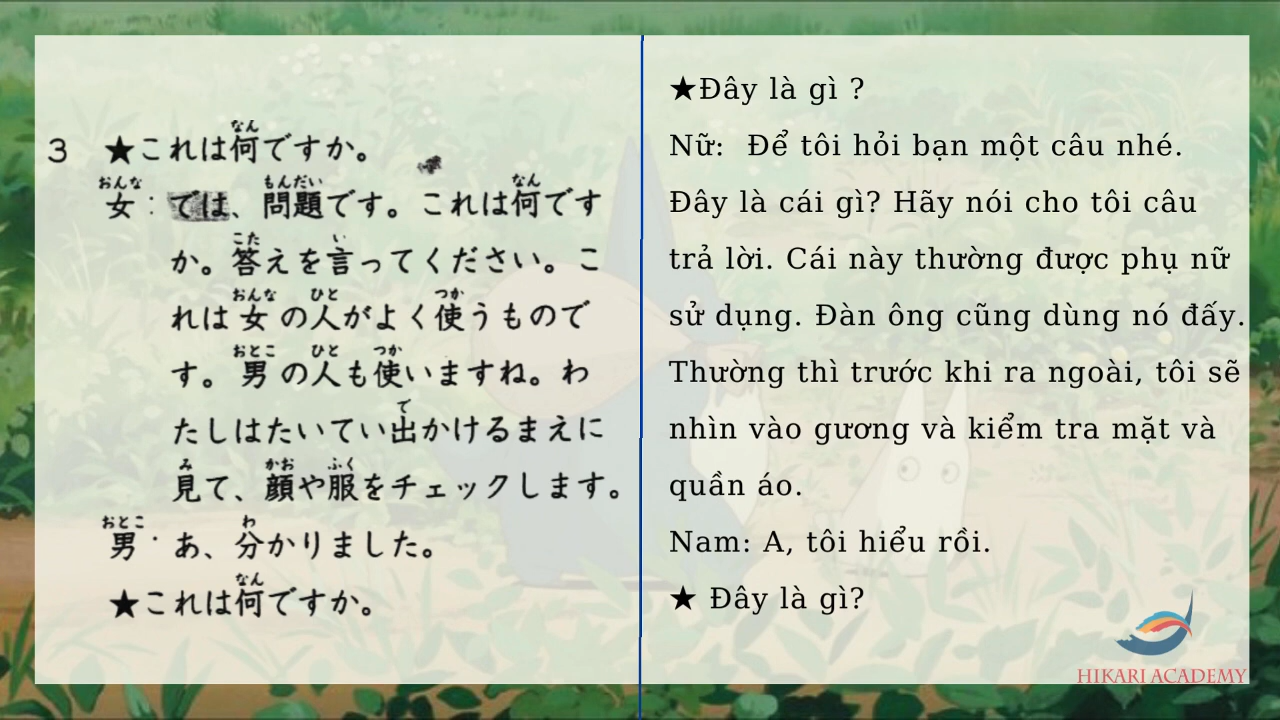 3 ★これは何ですか。
女：では、問題です。これは何です
か。答えを言ってください。こ
れは女の人がよく使うもので
す。男の人も使いますね。わ
たしはたいてい出かけるまえに
見て、顔や服をチェックします。
男：あ、分かりました。
★これは何ですか。
★Đây là gì ?
Nữ: Để tôi hỏi bạn một câu nhé.
Đây là cái gì? Hãy nói cho tôi câu
trả lời. Cái này thường được phụ nữ
sử dụng. Đàn ông cũng dùng nó đấy.
Thường thì trước khi ra ngoài, tôi sẽ
nhìn vào gương và kiểm tra mặt và
quần áo.
Nam: A, tôi hiểu rồi.
★ Đây là gì?
HIKARI ACADEMY